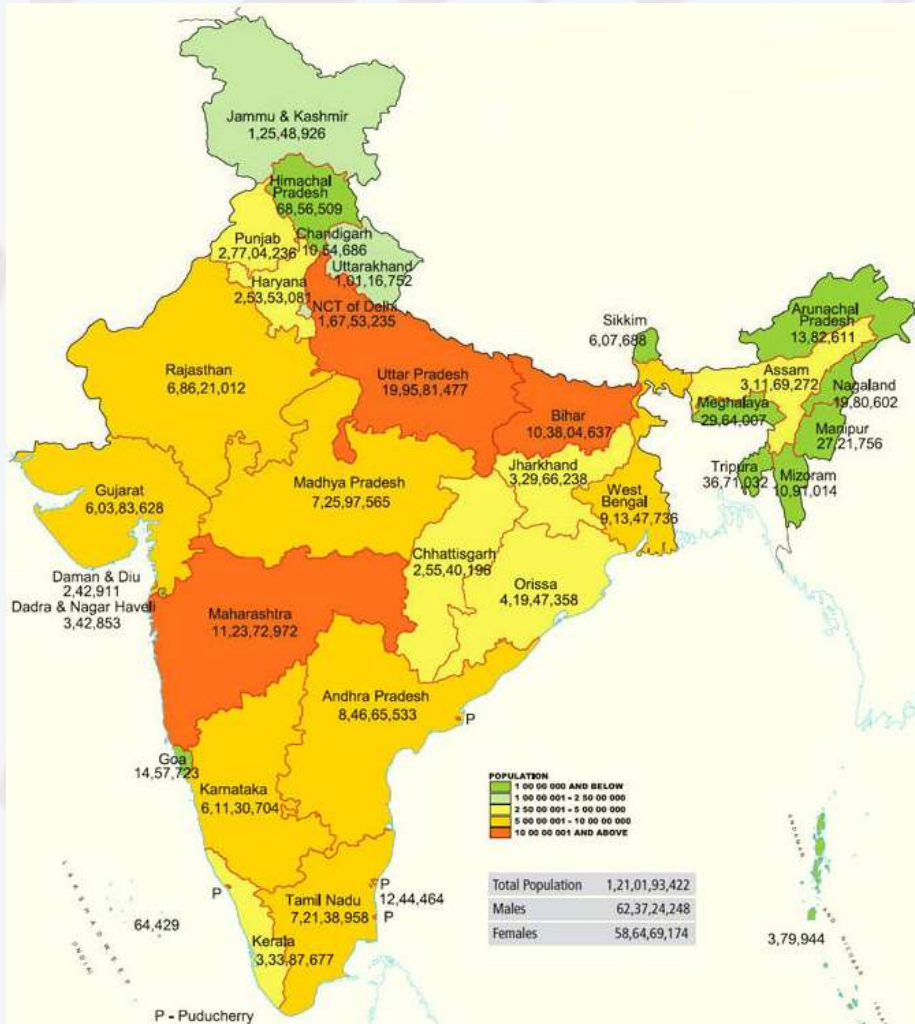 Jammu & Kashmir
1,25,48,926
Himachal
Pradesh
68,56,509
Punjab
2,77,04,236
Chandigarh
10,54,686
Uttarakhand
1,01,16,752
Haryana
2,53,53,081
NCT of Delhi
1,67,53,235
Rajasthan
6,86,21,012
Uttar Pradesh
19,95,81,477
Bihar
10,38,04,637
Sikkim
6,07,688
Arunachal
Pradesh
13,82,611
Assam
3,11,69,272
Nagaland
19,80,602
Meghalaya
29,64,007
Manipur
27,21,756
Tripura
36,71,032
Mizoram
10,91,014
Gujarat
6,03,83,628
Madhya Pradesh
7,25,97,565
Jharkhand
3,29,66,238
West
Bengal
9,13,47,736
Chhattisgarh
2,55,40,196
Orissa
4,19,47,358
Daman & Diu
2,42,911
Dadra & Nagar Haveli
3,42,853
Maharashtra
11,23,72,972
Andhra Pradesh
8,46,65,533
P
Goa
14,57,723
Karnataka
6,11,30,704
POPULATION
1 00 00 000 AND BELOW
1 00 00 001 - 2 50 00 000
2 50 00 001 - 5 00 00 000
5 00 00 001 - 10 00 00 000
10 00 00 001 AND ABOVE
Total Population 1,21,01,93,422
Males 62,37,24,248
Females 58,64,69,174
P
P
12,44,464
P
Tamil Nadu
7,21,38,958
Kerala
3,33,87,677
LAKSHADWEEP
(INDIA)
64,429
ANDAMAN
AND NICOBAR
3,79,944
P - Puducherry